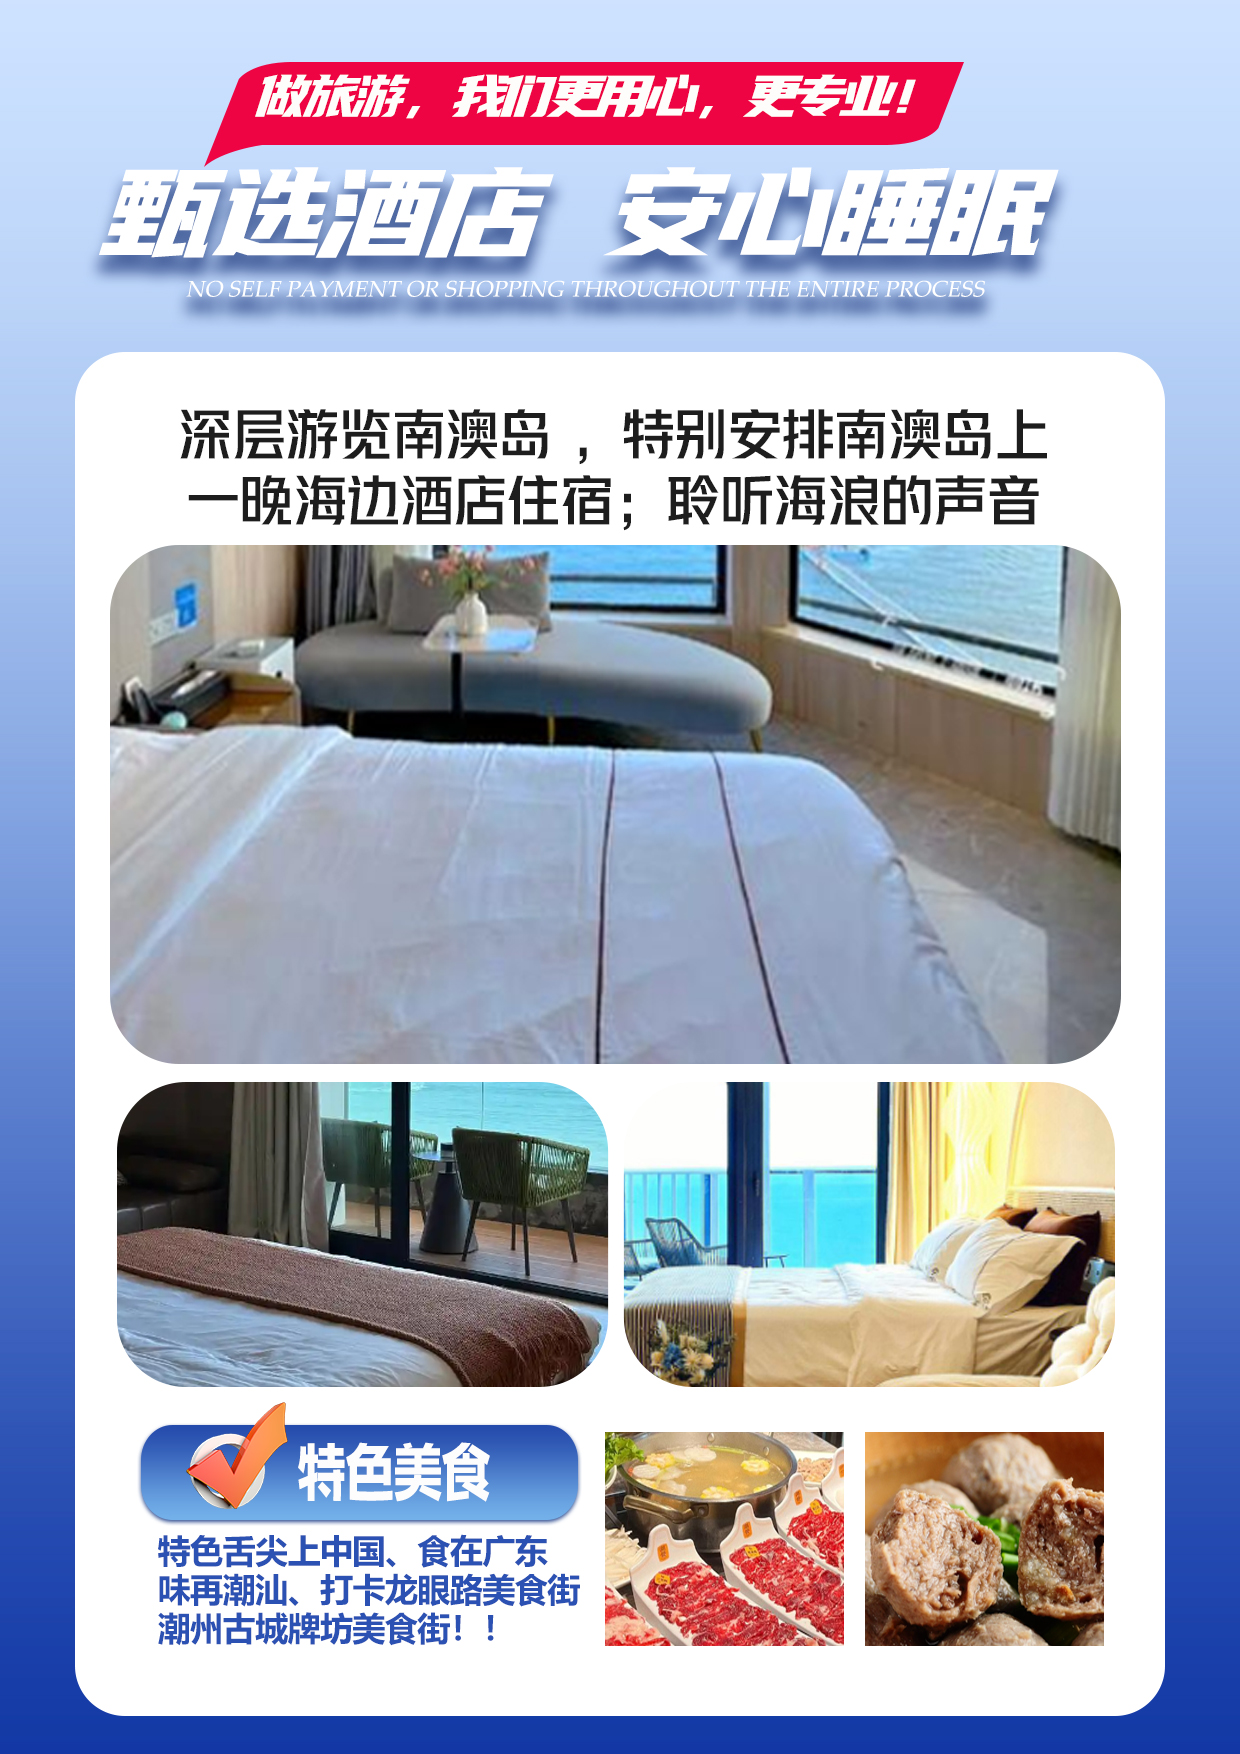 做旅游，我们更用心，更专业！
甄选酒店 安心睡眠
NO SELF PAYMENT OR SHOPPING THROUGHOUT THE ENTIRE PROCESS
深层游览南澳岛 ，特别安排南澳岛上
一晚海边酒店住宿；聆听海浪的声音
特色美食
特色舌尖上中国、食在广东
味再潮汕、打卡龙眼路美食街
潮州古城牌坊美食街！！